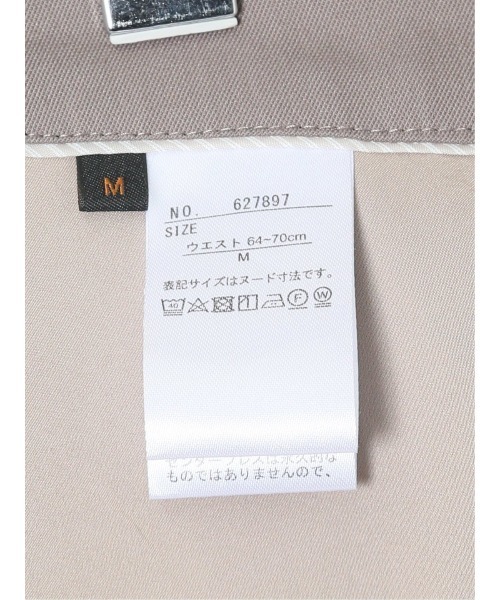 M
NO. 627897
SIZE
ウエスト 64~70cm
M
表記サイズはヌード寸法です。
40 F W
センタープレスは永久的な
ものではありませんので、